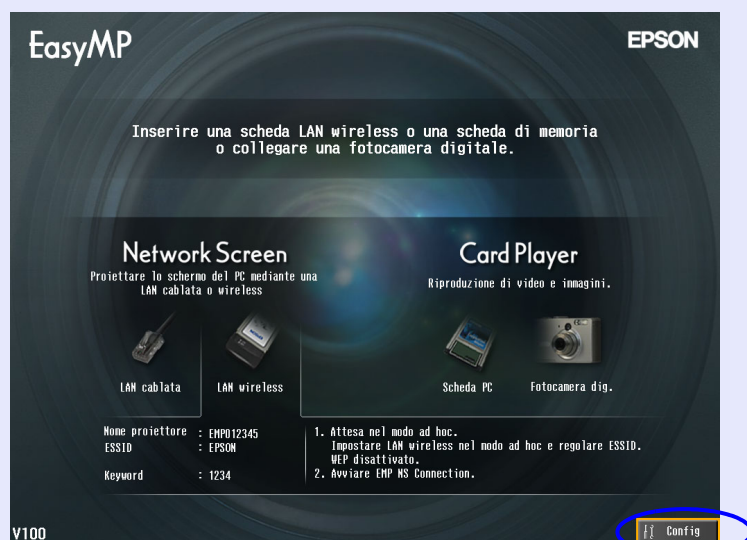 EasyMP
EPSON
Inserire una scheda LAN wireless o una scheda di memoria
o collegare una fotocamera digitale.
Network Screen
Proiettare lo schermo del PC mediante una
LAN cablata o wireless
Card Player
Riproduzione di video e immagini.
LAN cablata
LAN wireless
Scheda PC
Fotocamera dig.
Nome proiettore : EMP012345
ESSID : EPSON
Keyword : 1234
1. Attesa nel modo ad hoc.
Impostare LAN wireless nel modo ad hoc e regolare ESSID.
WEP disattivato.
2. Avviare EMP NS Connection.
V100
Config